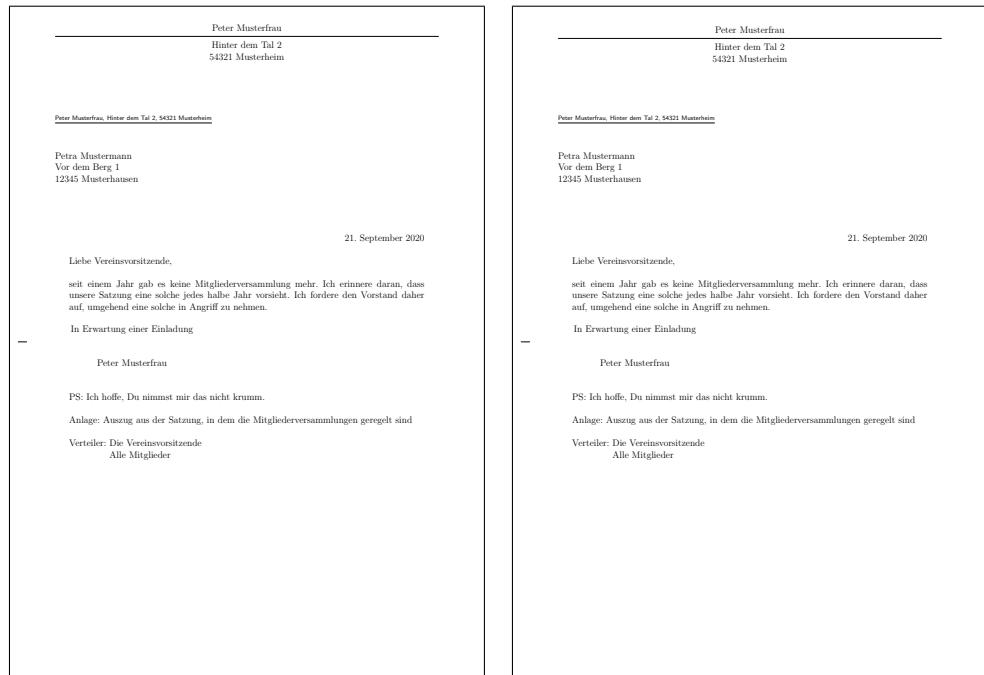 Peter Musterfrau
Hinter dem Tal 2
54321 Musterheim
Peter Musterfrau, Hinter dem Tal 2, 54321 Musterheim
Petra Mustermann
Vor dem Berg 1
12345 Musterhausen
21. September 2020
Liebe Vereinsvorsitzende,
seit einem Jahr gab es keine Mitgliederversammlung mehr. Ich erinnere daran, dass
unsere Satzung eine solche jedes halbe Jahr vorsieht. Ich fordere den Vorstand daher
auf, umgehend eine solche in Angriff zu nehmen.
In Erwartung einer Einladung
Peter Musterfrau
PS: Ich hoffe, Du nimmst mir das nicht krumm.
Anlage: Auszug aus der Satzung, in dem die Mitgliederversammlungen geregelt sind
Verteiler: Die Vereinsvorsitzende
Alle Mitglieder
Peter Musterfrau
Hinter dem Tal 2
54321 Musterheim
Peter Musterfrau, Hinter dem Tal 2, 54321 Musterheim
Petra Mustermann
Vor dem Berg 1
12345 Musterhausen
21. September 2020
Liebe Vereinsvorsitzende,
seit einem Jahr gab es keine Mitgliederversammlung mehr. Ich erinnere daran, dass
unsere Satzung eine solche jedes halbe Jahr vorsieht. Ich fordere den Vorstand daher
auf, umgehend eine solche in Angriff zu nehmen.
In Erwartung einer Einladung
Peter Musterfrau
PS: Ich hoffe, Du nimmst mir das nicht krumm.
Anlage: Auszug aus der Satzung, in dem die Mitgliederversammlungen geregelt sind
Verteiler: Die Vereinsvorsitzende
Alle Mitglieder